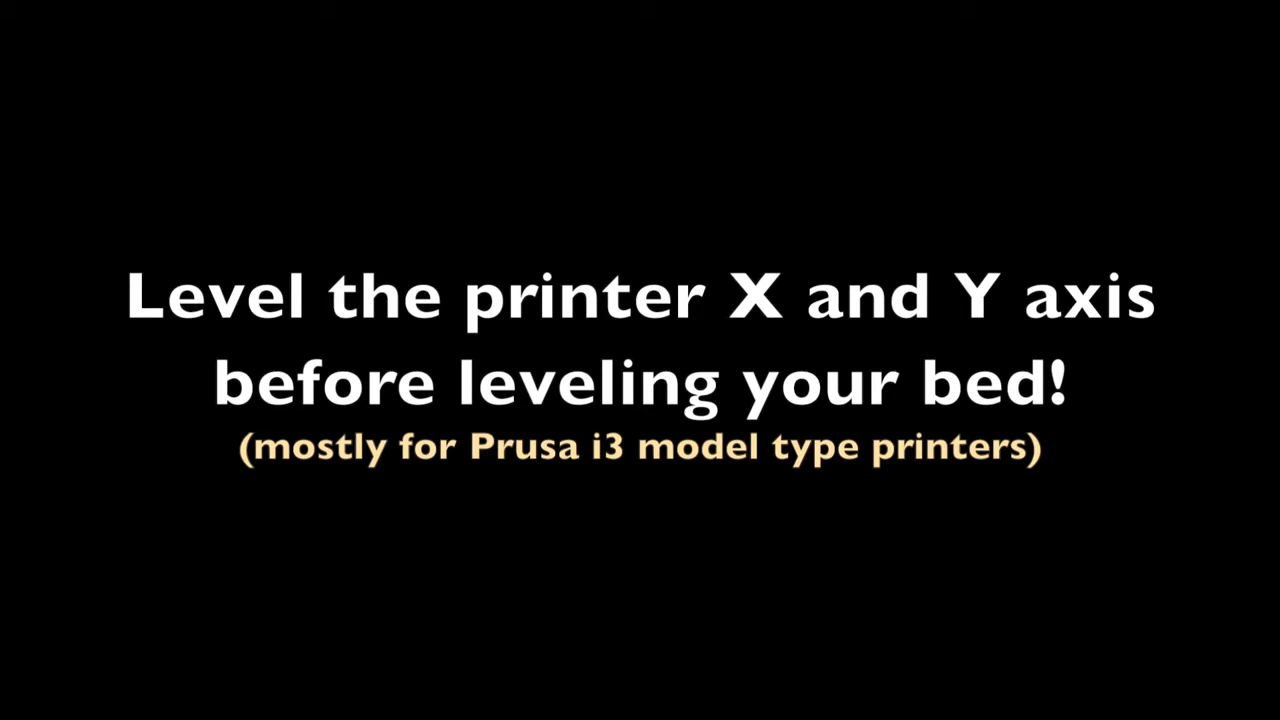 Level the printer X and Y axis
before leveling your bed!
(mostly for Prusa i3 model type printers)